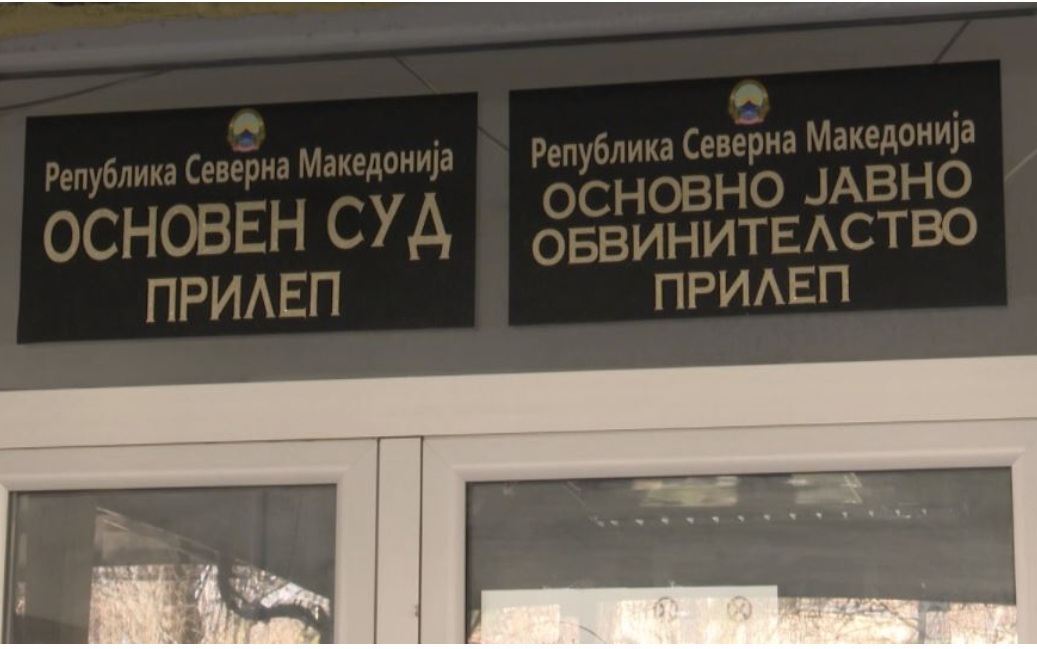 Република Северна Македонија
ОСНОВЕН СУД
ПРИЛЕП
Република Северна Македонија
ОСНОВНО ЈАВНО
ОБВИНИТЕЛСТВО
ПРИЛЕП